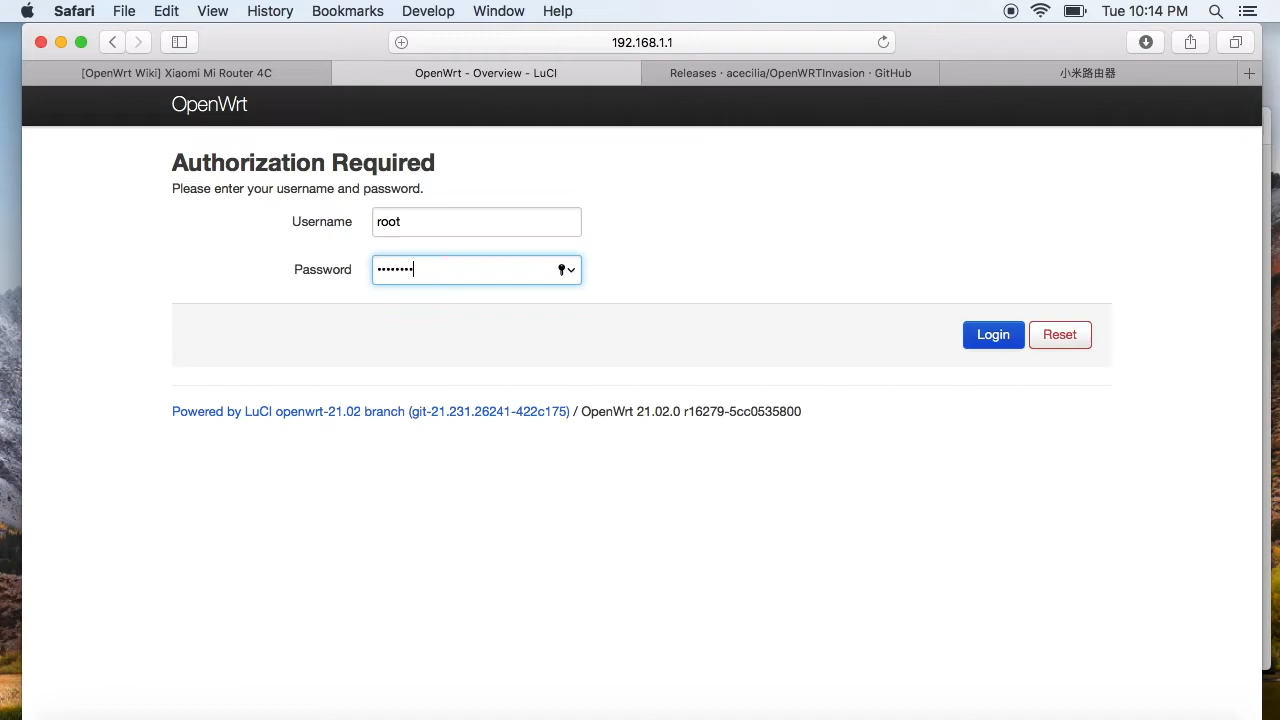 Safari File Edit View History Bookmarks Develop Window Help Tue 10:14 PM
192.168.1.1
[OpenWrt Wiki] Xiaomi Mi Router 4C OpenWrt - Overview - LuCI Releases · acecilia/OpenWRTInvasion · GitHub 小米路由器
OpenWrt
Authorization Required
Please enter your username and password.
Username root
Password ••••••••
Login Reset
Powered by LuCI openwrt-21.02 branch (git-21.231.26241-422c175) / OpenWrt 21.02.0 r16279-5cc0535800